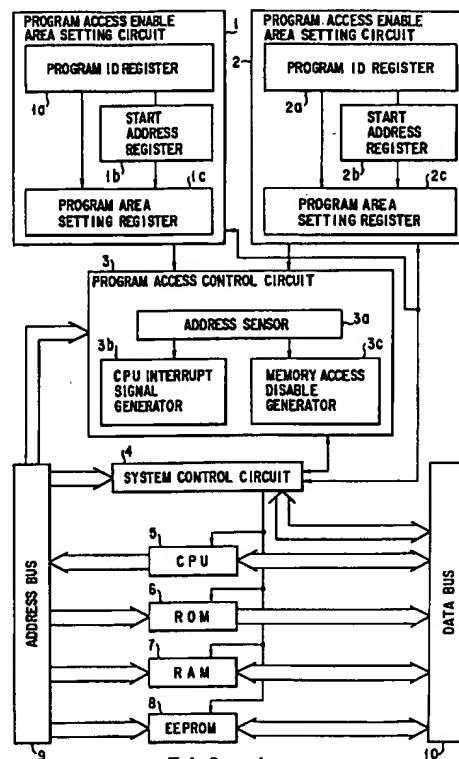 PROGRAM ACCESS ENABLE
AREA SETTING CIRCUIT
1
PROGRAM ID REGISTER
1a
START
ADDRESS
REGISTER
1b
1c
PROGRAM AREA
SETTING REGISTER
PROGRAM ACCESS ENABLE
AREA SETTING CIRCUIT
2
PROGRAM ID REGISTER
2a
START
ADDRESS
REGISTER
2b
2c
PROGRAM AREA
SETTING REGISTER
3
PROGRAM ACCESS CONTROL CIRCUIT
ADDRESS SENSOR
3a
3b
CPU INTERRUPT
SIGNAL
GENERATOR
3c
MEMORY ACCESS
DISABLE
GENERATOR
4
SYSTEM CONTROL CIRCUIT
5
CPU
6
ROM
7
RAM
8
EEPROM
ADDRESS BUS
9
DATA BUS
10